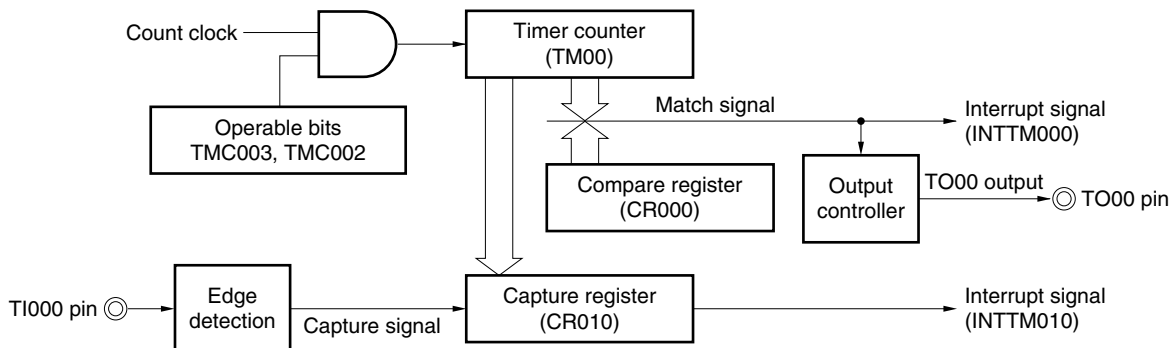 Count clock
Timer counter
(TM00)
Operable bits
TMC003, TMC002
Match signal
Interrupt signal
(INTTM000)
Compare register
(CR000)
Output
controller
TO00 output
TO00 pin
TI000 pin
Edge
detection
Capture signal
Capture register
(CR010)
Interrupt signal
(INTTM010)